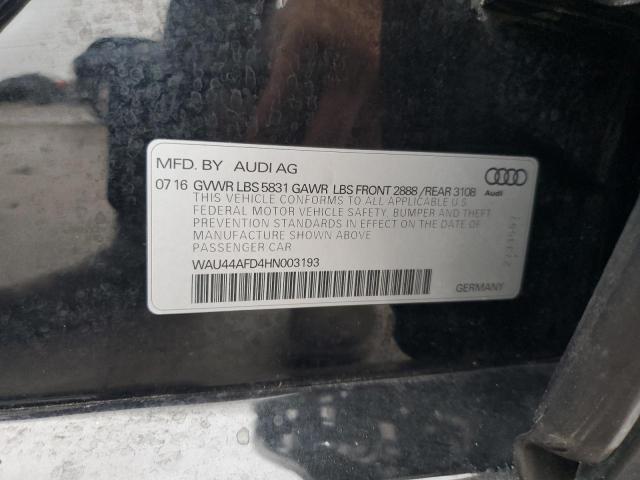 MFD. BY AUDI AG
07 16 GVWR LBS 5831 GAWR LBS FRONT 2888 /REAR 3108
THIS VEHICLE CONFORMS TO ALL APPLICABLE U.S.
FEDERAL MOTOR VEHICLE SAFETY, BUMPER AND THEFT
PREVENTION STANDARDS IN EFFECT ON THE DATE OF
MANUFACTURE SHOWN ABOVE
PASSENGER CAR
WAU44AFD4HN003193
GERMANY
Audi